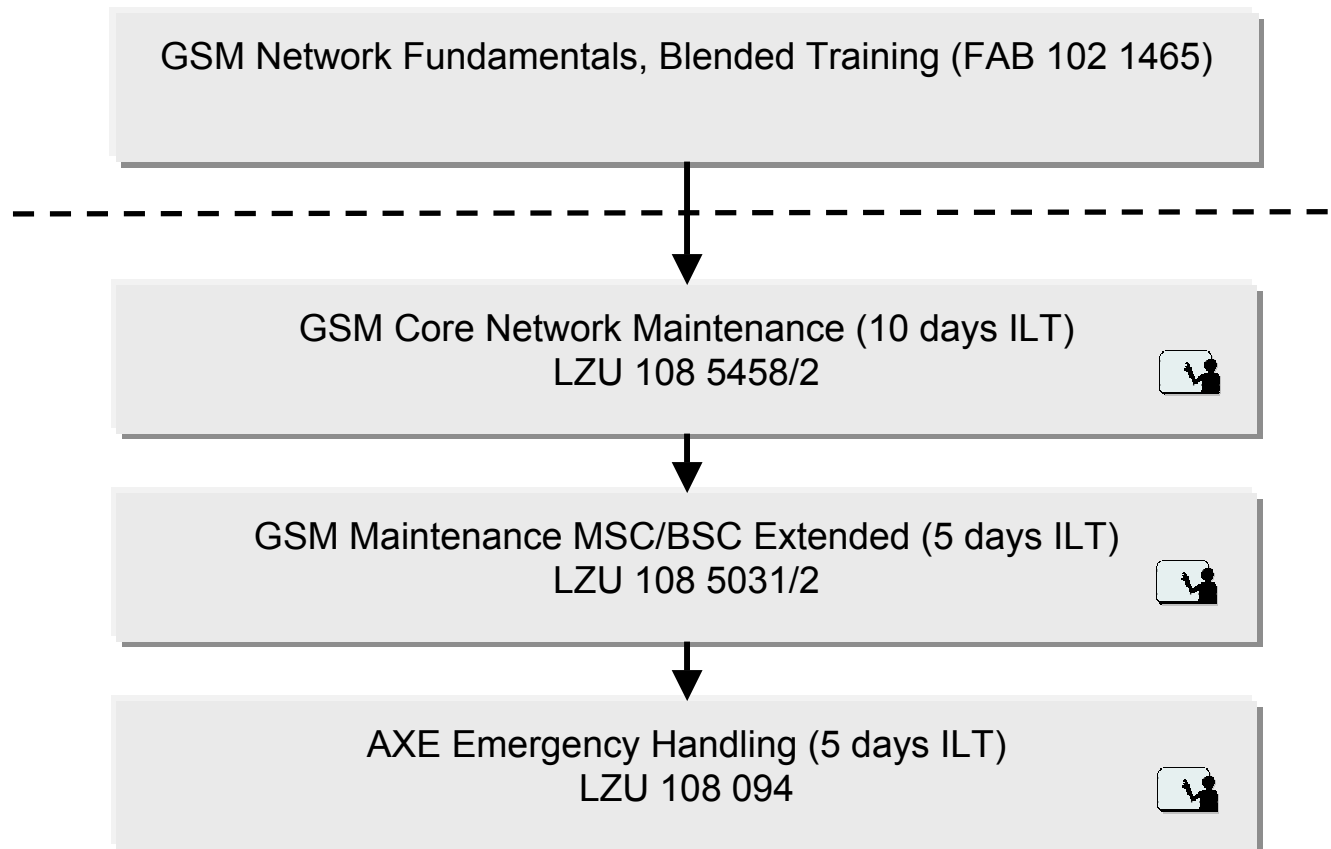 GSM Network Fundamentals, Blended Training (FAB 102 1465)
GSM Core Network Maintenance (10 days ILT)
LZU 108 5458/2
GSM Maintenance MSC/BSC Extended (5 days ILT)
LZU 108 5031/2
AXE Emergency Handling (5 days ILT)
LZU 108 094